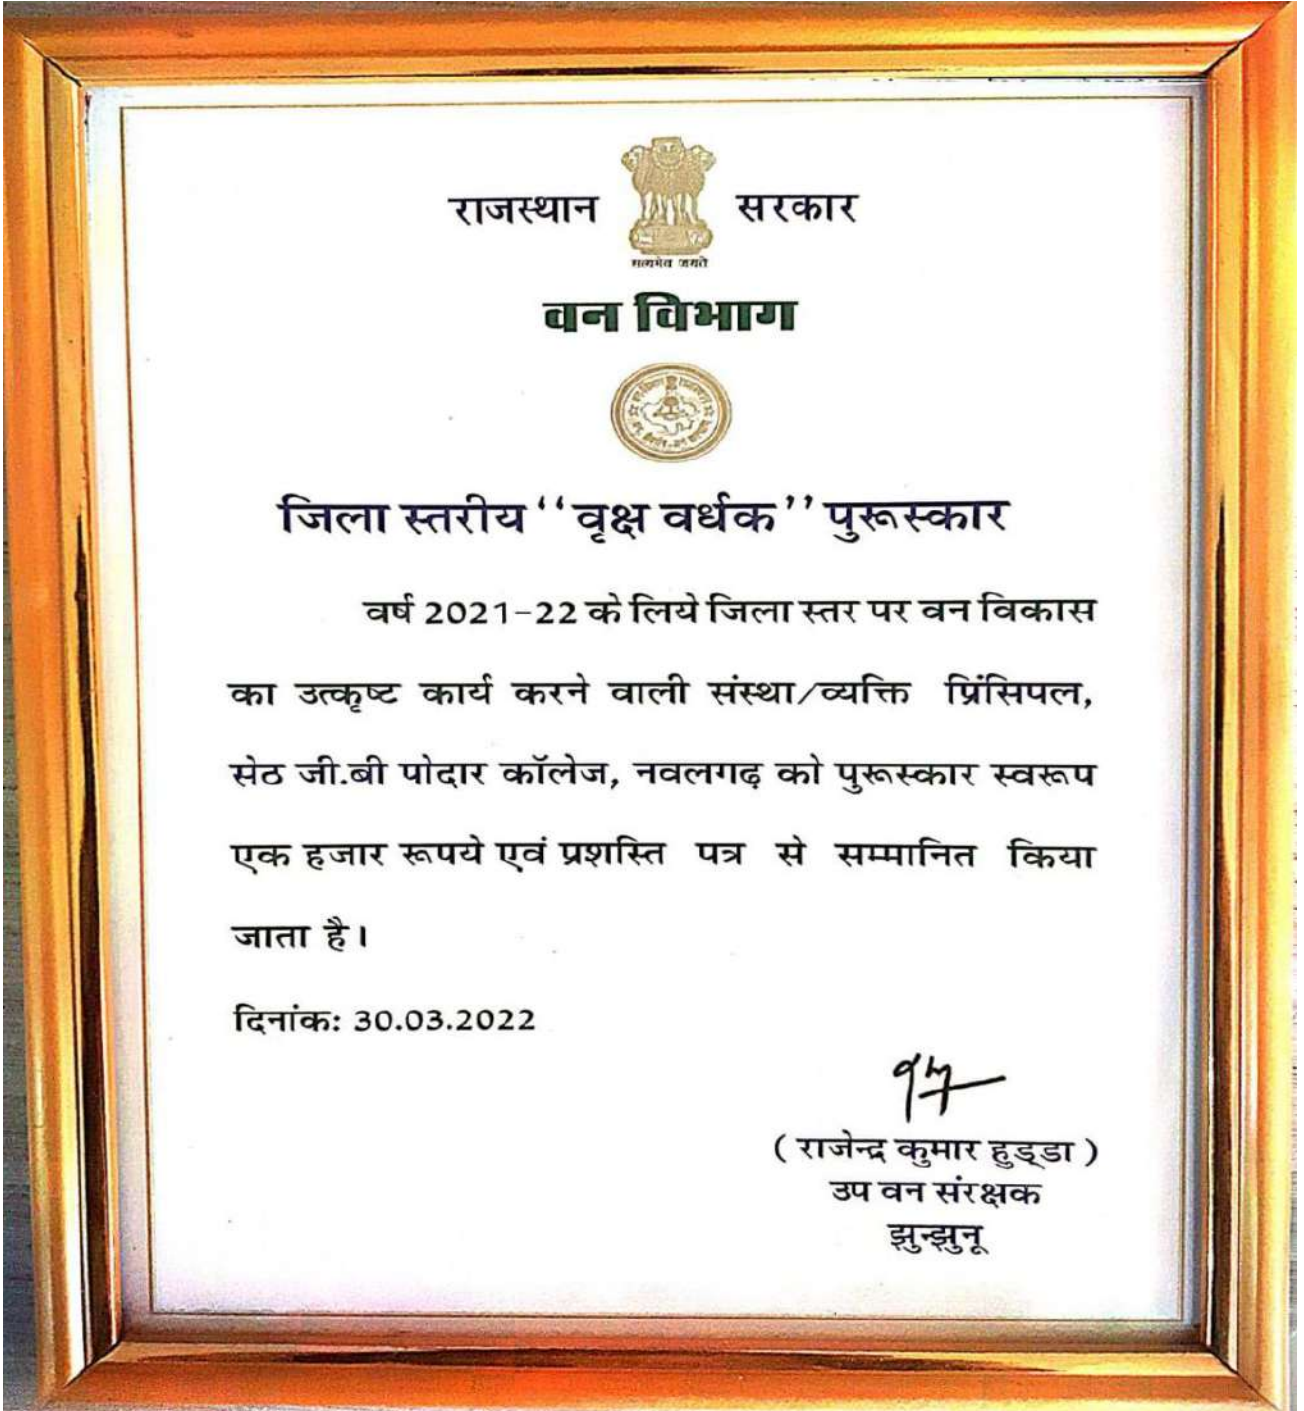 राजस्थान सरकार
सत्यमेव जयते
वन विभाग
जिला स्तरीय ‘‘वृक्ष वर्धक’’ पुरूस्कार
वर्ष 2021-22 के लिये जिला स्तर पर वन विकास
का उत्कृष्ट कार्य करने वाली संस्था/व्यक्ति प्रिंसिपल,
सेठ जी.बी पोदार कॉलेज, नवलगढ़ को पुरूस्कार स्वरूप
एक हजार रूपये एवं प्रशस्ति पत्र से सम्मानित किया
जाता है।
दिनांक: 30.03.2022
( राजेन्द्र कुमार हुड्डा )
उप वन संरक्षक
झुन्झुनू